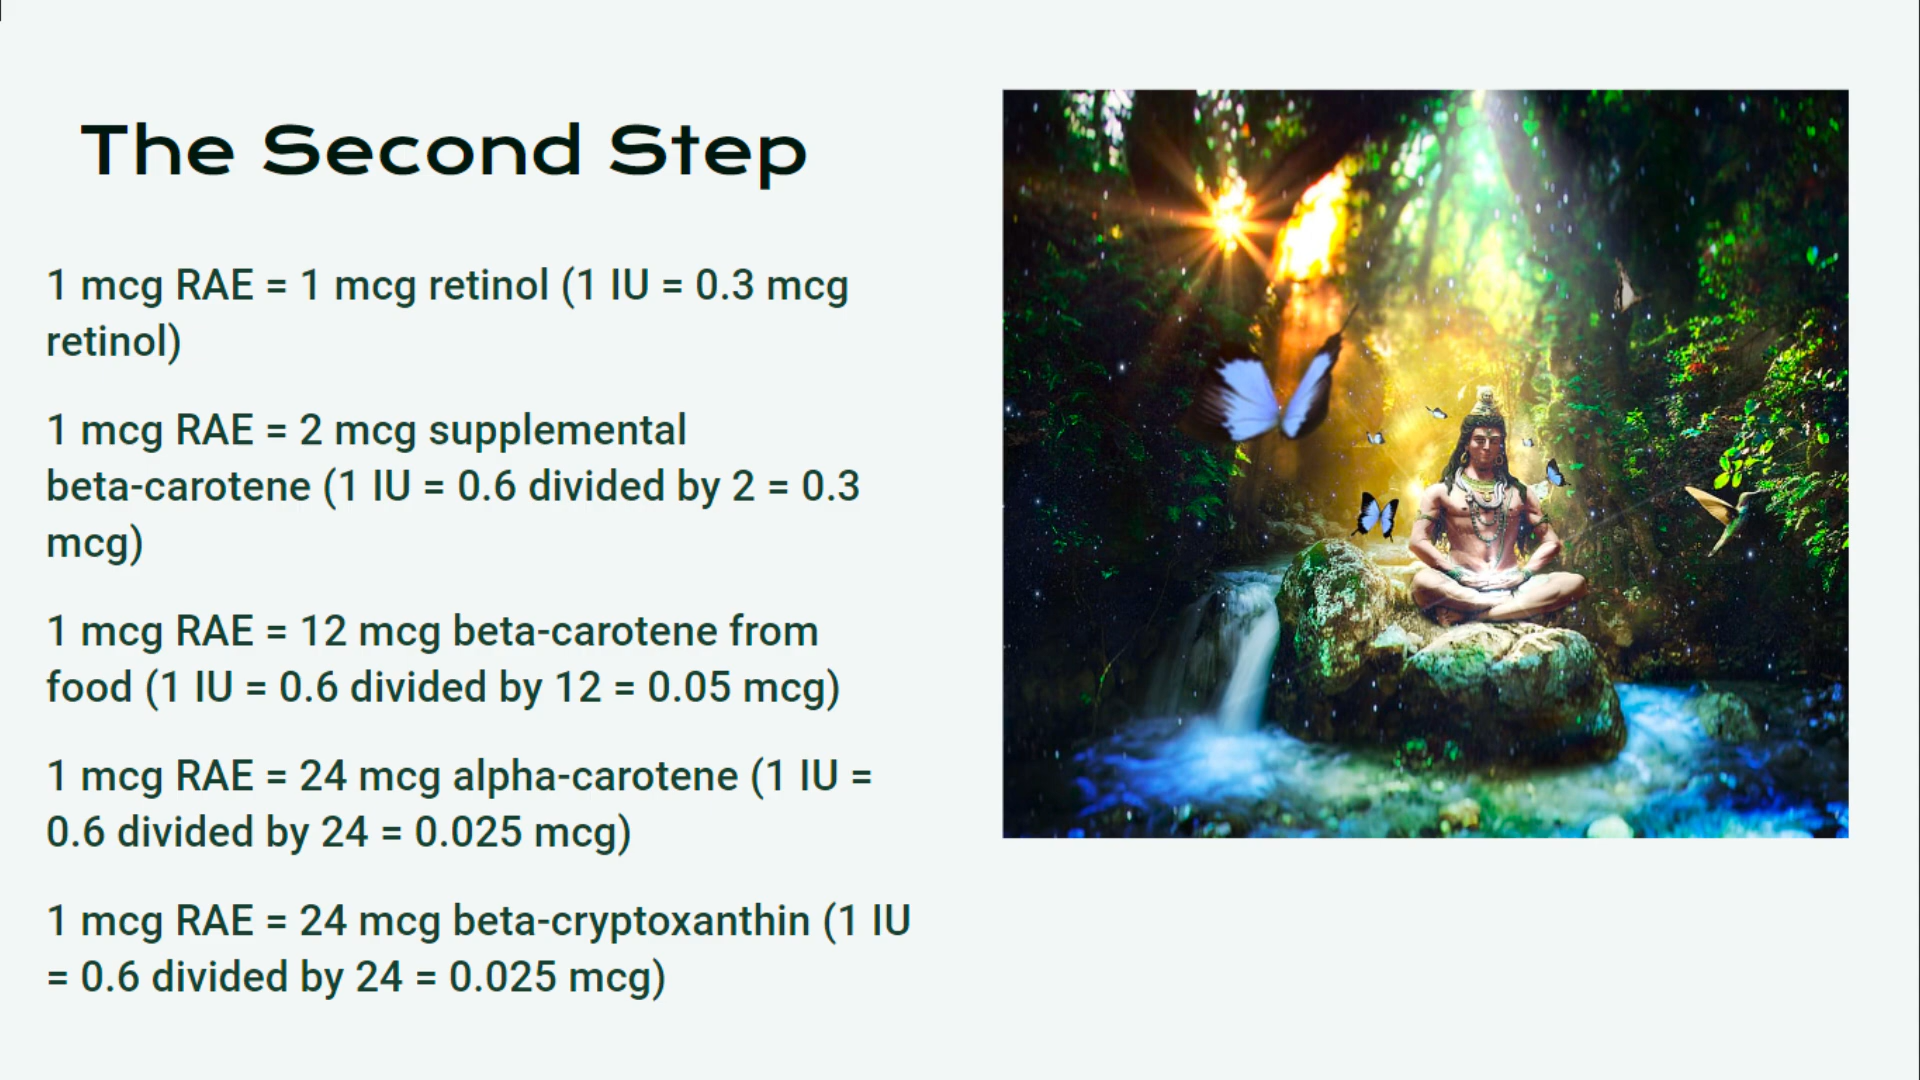 The Second Step
1 mcg RAE = 1 mcg retinol (1 IU = 0.3 mcg
retinol)
1 mcg RAE = 2 mcg supplemental
beta-carotene (1 IU = 0.6 divided by 2 = 0.3
mcg)
1 mcg RAE = 12 mcg beta-carotene from
food (1 IU = 0.6 divided by 12 = 0.05 mcg)
1 mcg RAE = 24 mcg alpha-carotene (1 IU =
0.6 divided by 24 = 0.025 mcg)
1 mcg RAE = 24 mcg beta-cryptoxanthin (1 IU
= 0.6 divided by 24 = 0.025 mcg)